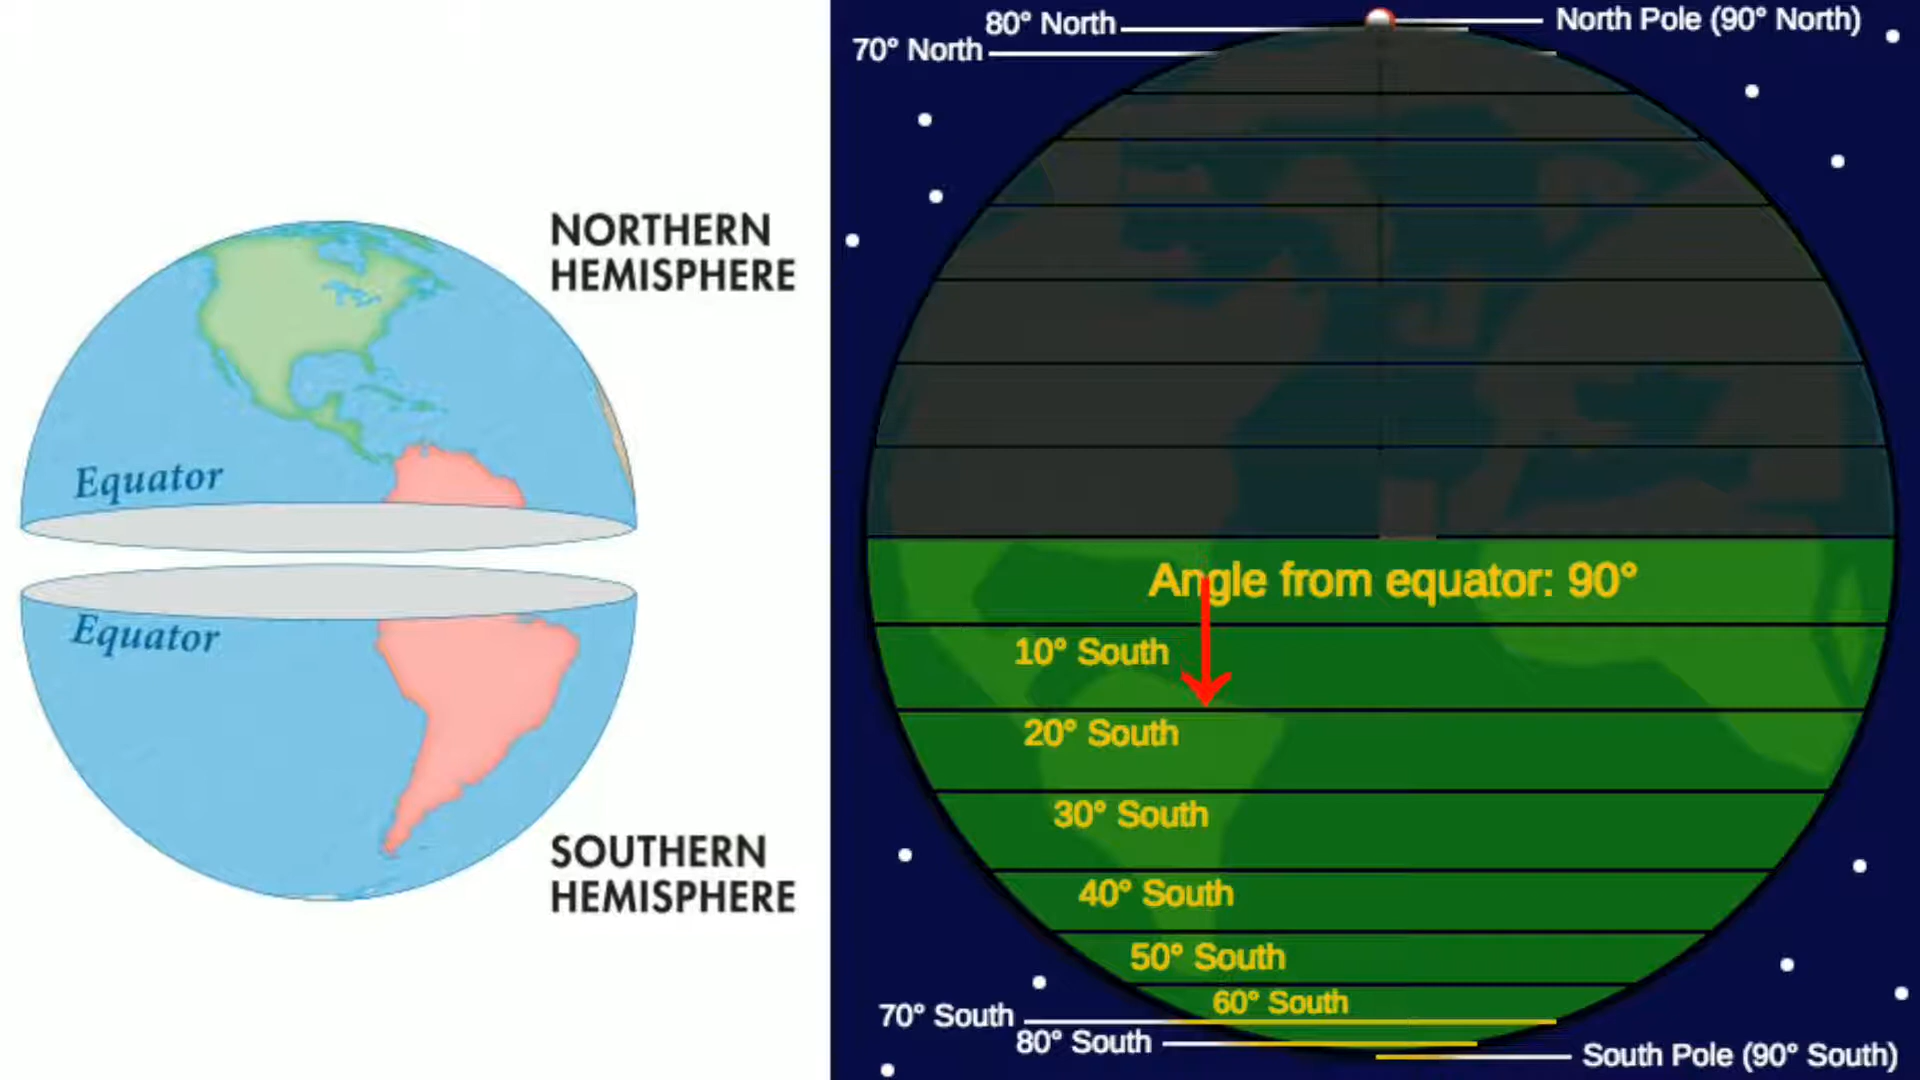 NORTHERN
HEMISPHERE
Equator
Equator
SOUTHERN
HEMISPHERE
80° North
North Pole (90° North)
70° North
Angle from equator: 90°
10° South
20° South
30° South
40° South
50° South
60° South
70° South
80° South
South Pole (90° South)